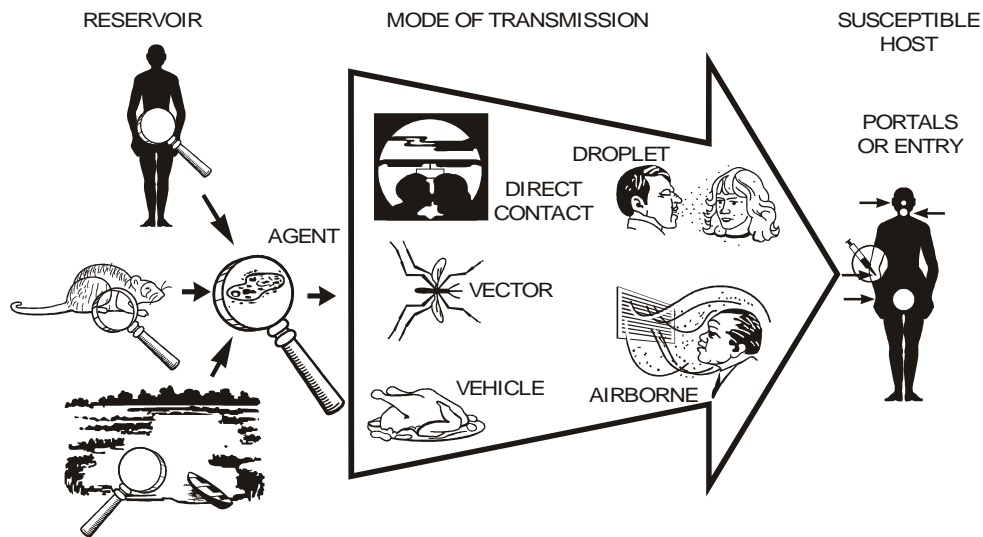 RESERVOIR
MODE OF TRANSMISSION
SUSCEPTIBLE
HOST
PORTALS
OR ENTRY
DROPLET
DIRECT
CONTACT
AGENT
VECTOR
VEHICLE
AIRBORNE